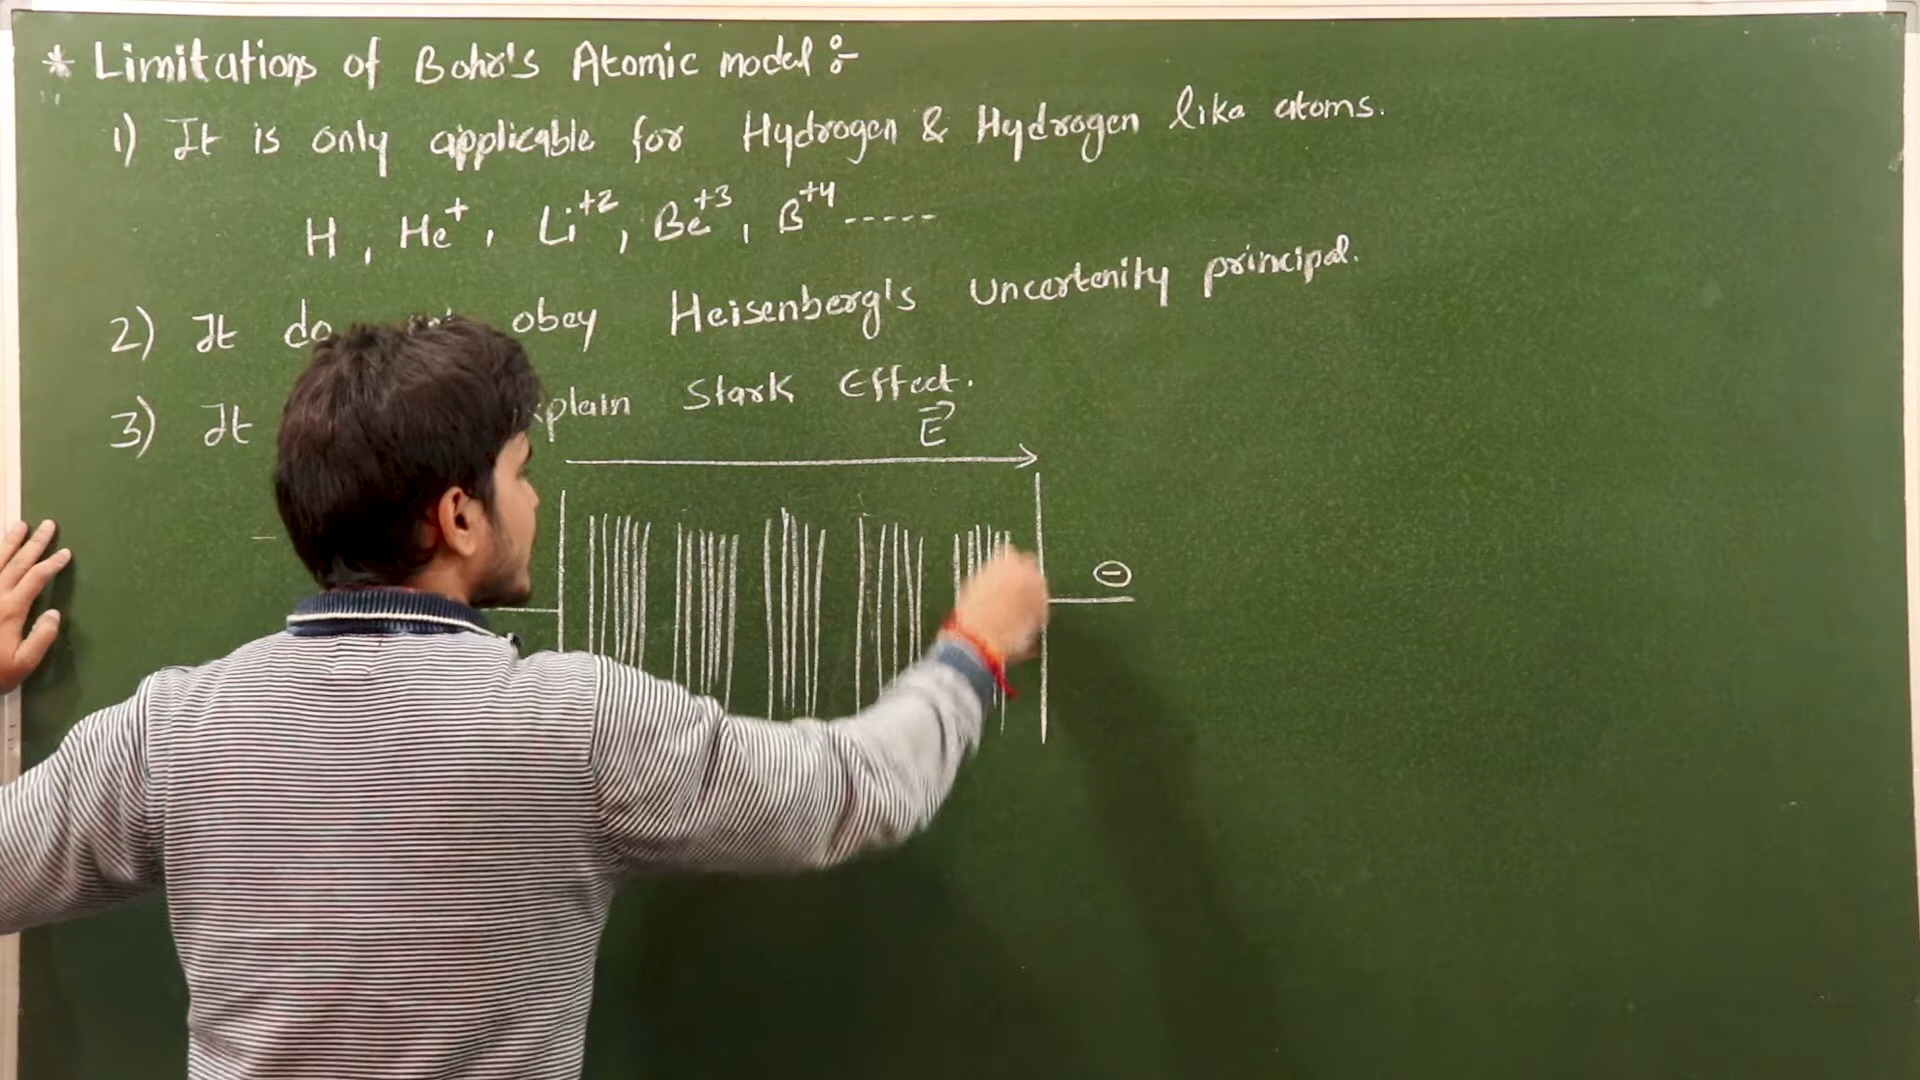 * Limitations of Bohr's Atomic model :-
1) It is only applicable for Hydrogen & Hydrogen like atoms.
H, He⁺, Li⁺², Be⁺³, B⁺⁴ -----
2) It do obey Heisenberg's Uncertenity principal.
3) It xplain Stark Effect.
E⃗
⊖